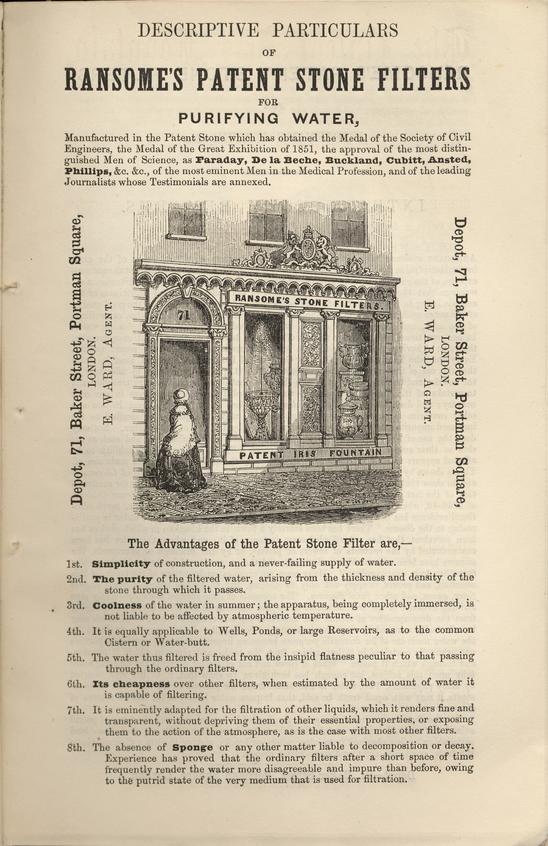 DESCRIPTIVE PARTICULARS
OF
RANSOME'S PATENT STONE FILTERS
FOR
PURIFYING WATER,
Manufactured in the Patent Stone which has obtained the Medal of the Society of Civil
Engineers, the Medal of the Great Exhibition of 1851, the approval of the most distin-
guished Men of Science, as Faraday, De la Beche, Buckland, Cubitt, Ansted,
Phillips, &c. &c., of the most eminent Men in the Medical Profession, and of the leading
Journalists whose Testimonials are annexed.
Depot, 71, Baker Street, Portman Square,
LONDON.
E. WARD, AGENT.
71
RANSOME'S STONE FILTERS.
PATENT IRIS FOUNTAIN
Depot, 71, Baker Street, Portman Square,
LONDON.
E. WARD, AGENT.
The Advantages of the Patent Stone Filter are,—
1st. Simplicity of construction, and a never-failing supply of water.
2nd. The purity of the filtered water, arising from the thickness and density of the
stone through which it passes.
3rd. Coolness of the water in summer; the apparatus, being completely immersed, is
not liable to be affected by atmospheric temperature.
4th. It is equally applicable to Wells, Ponds, or large Reservoirs, as to the common
Cistern or Water-butt.
5th. The water thus filtered is freed from the insipid flatness peculiar to that passing
through the ordinary filters.
6th. Its cheapness over other filters, when estimated by the amount of water it
is capable of filtering.
7th. It is eminently adapted for the filtration of other liquids, which it renders fine and
transparent, without depriving them of their essential properties, or exposing
them to the action of the atmosphere, as is the case with most other filters.
8th. The absence of Sponge or any other matter liable to decomposition or decay.
Experience has proved that the ordinary filters after a short space of time
frequently render the water more disagreeable and impure than before, owing
to the putrid state of the very medium that is used for filtration.